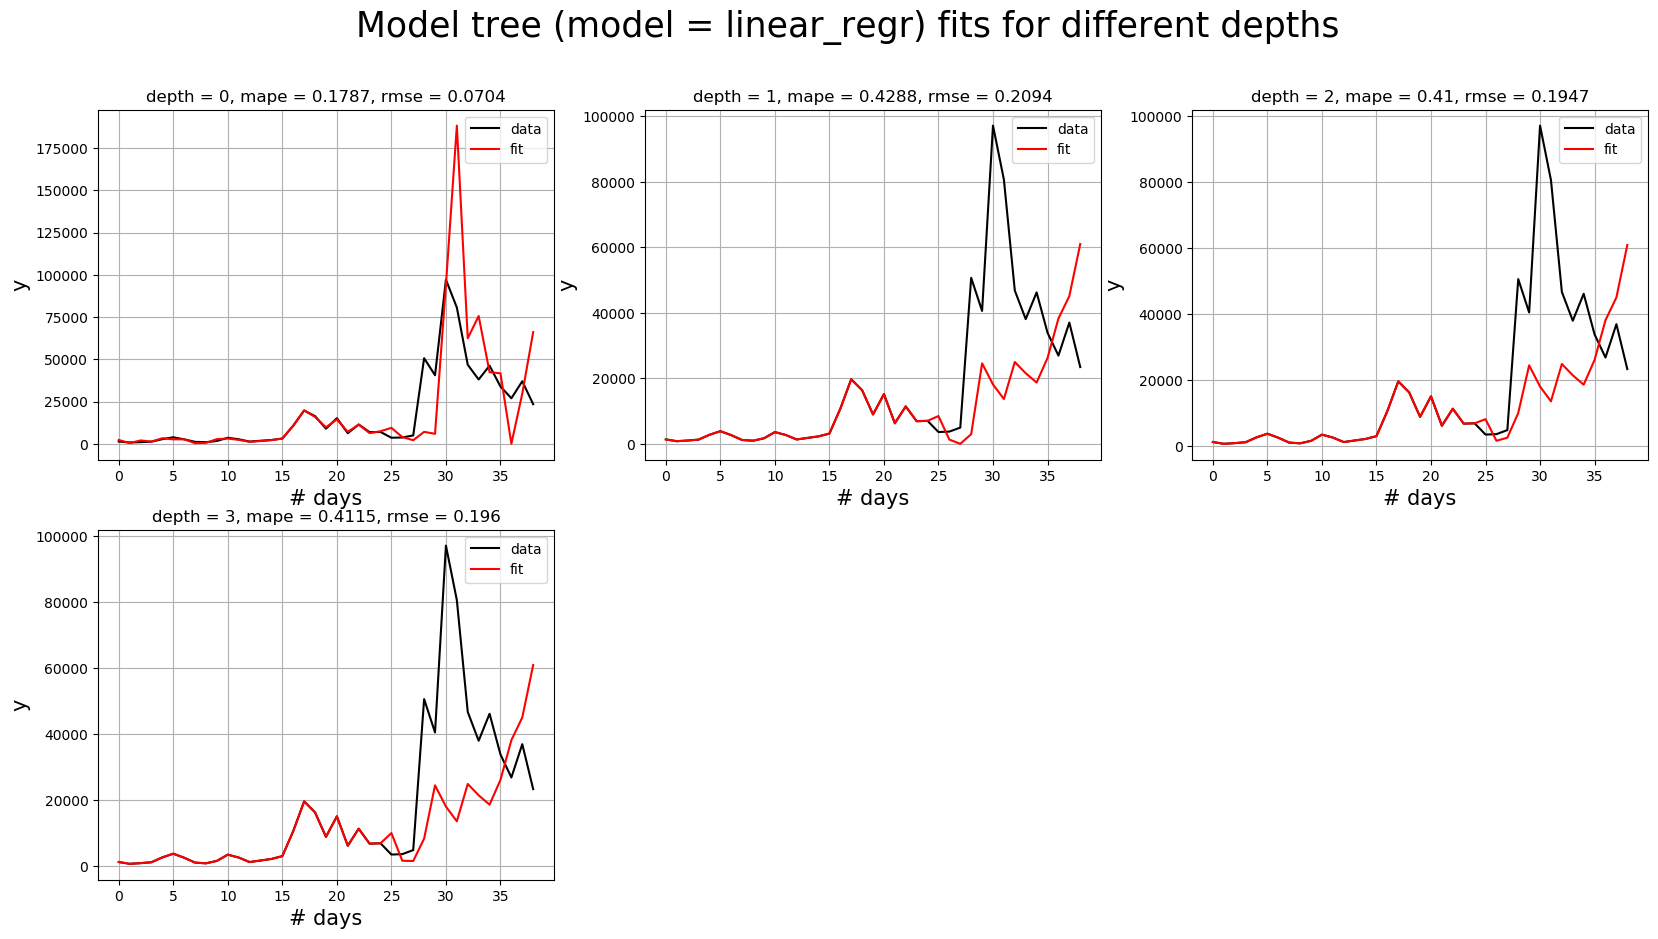 Model tree (model = linear_regr) fits for different depths
depth = 0, mape = 0.1787, rmse = 0.0704
data
fit
175000
150000
125000
100000
75000
50000
25000
0
y
0 5 10 15 20 25 30 35
# days
depth = 1, mape = 0.4288, rmse = 0.2094
data
fit
100000
80000
60000
40000
20000
0
y
0 5 10 15 20 25 30 35
# days
depth = 2, mape = 0.41, rmse = 0.1947
data
fit
100000
80000
60000
40000
20000
0
y
0 5 10 15 20 25 30 35
# days
depth = 3, mape = 0.4115, rmse = 0.196
data
fit
100000
80000
60000
40000
20000
0
y
0 5 10 15 20 25 30 35
# days